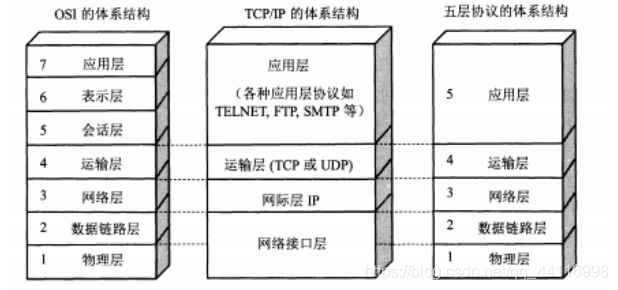 OSI 的体系结构
TCP/IP 的体系结构
五层协议的体系结构
7 应用层
6 表示层
5 会话层
4 运输层
3 网络层
2 数据链路层
1 物理层
应用层
（各种应用层协议如
TELNET, FTP, SMTP 等）
运输层 (TCP 或 UDP)
网际层 IP
网络接口层
5 应用层
4 运输层
3 网络层
2 数据链路层
1 物理层